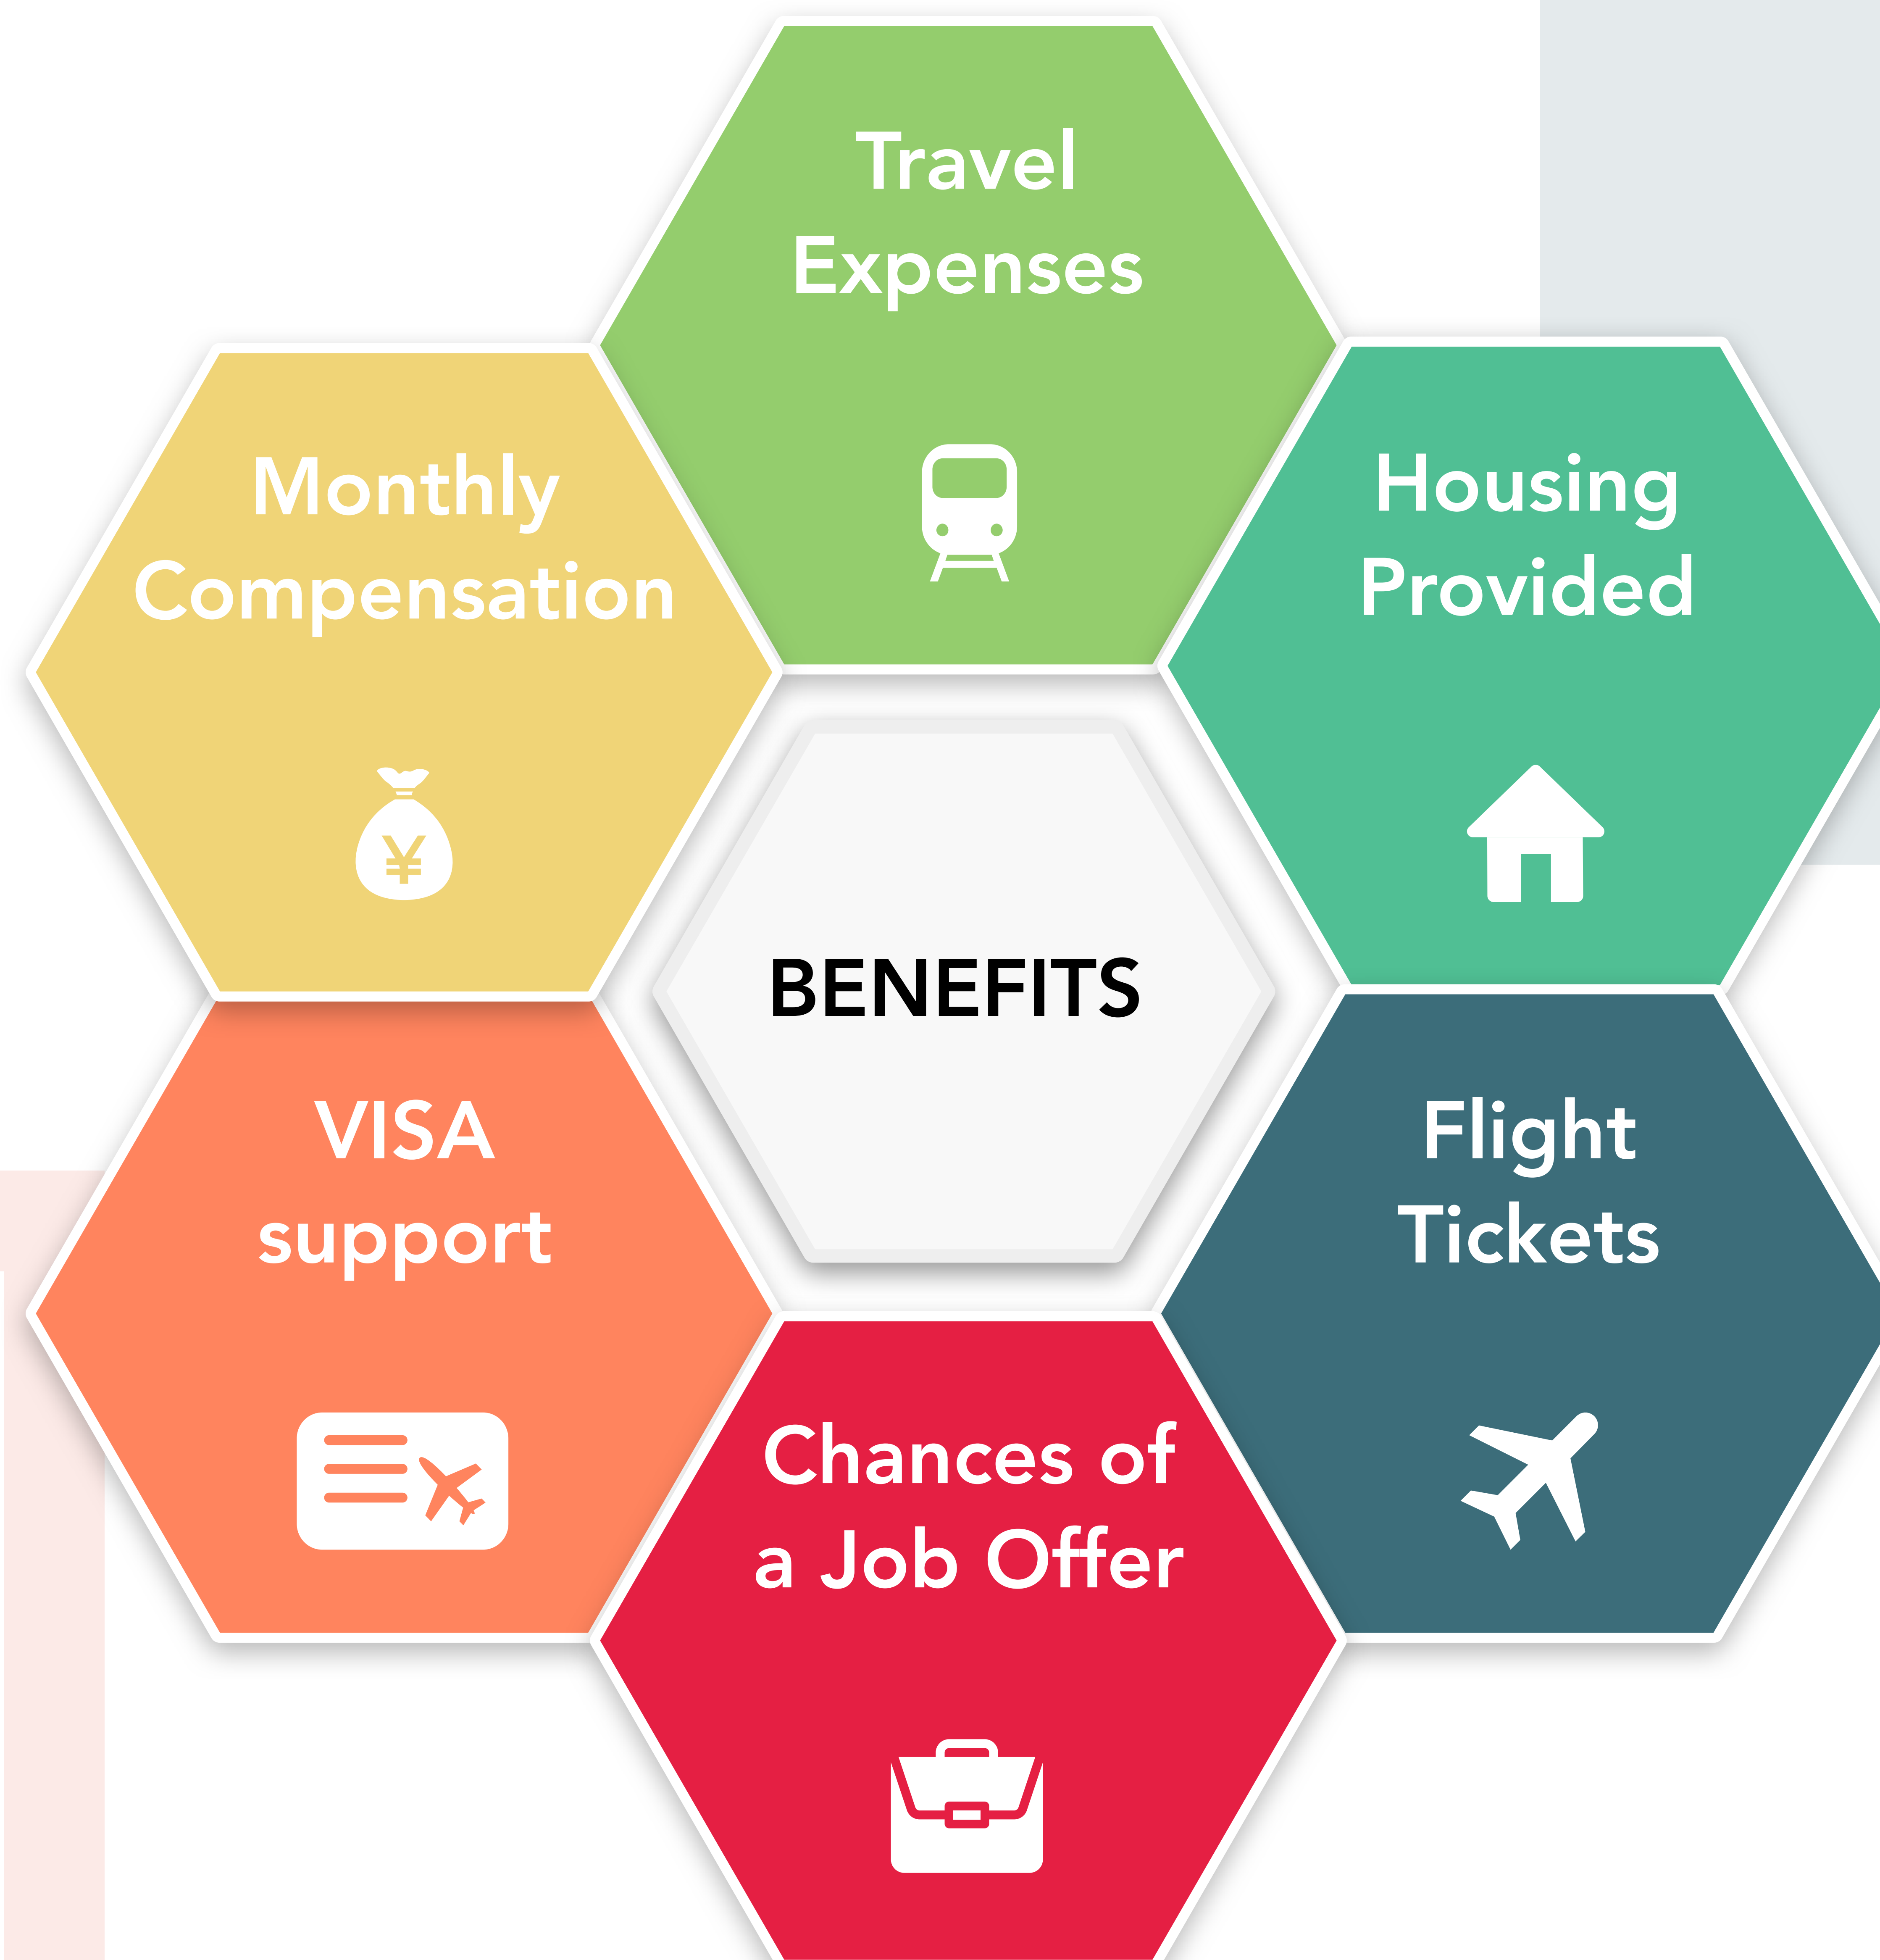 Travel
Expenses
Monthly
Compensation
¥
Housing
Provided
BENEFITS
VISA
support
Flight
Tickets
Chances of
a Job Offer